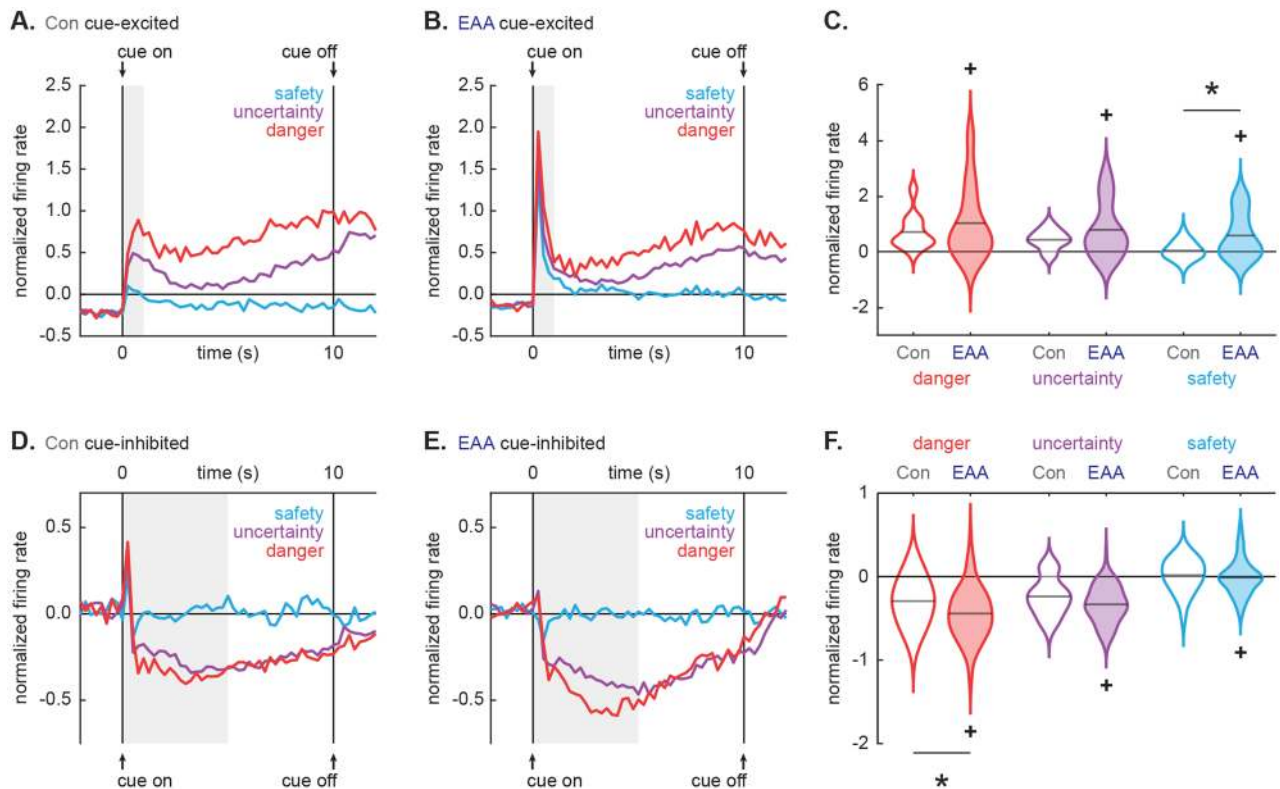 A. Con cue-excited
cue on cue off
2.5
2.0
1.5
1.0
0.5
0.0
-0.5
normalized firing rate
safety
uncertainty
danger
0 time (s) 10
B. EAA cue-excited
cue on cue off
2.5
2.0
1.5
1.0
0.5
0.0
-0.5
normalized firing rate
safety
uncertainty
danger
0 time (s) 10
C.
6
4
2
0
-2
normalized firing rate
+ + * +
Con EAA Con EAA Con EAA
danger uncertainty safety
D. Con cue-inhibited
0 time (s) 10
0.5
0.0
-0.5
normalized firing rate
safety
uncertainty
danger
cue on cue off
E. EAA cue-inhibited
0 time (s) 10
0.5
0.0
-0.5
normalized firing rate
safety
uncertainty
danger
cue on cue off
F. danger uncertainty safety
Con EAA Con EAA Con EAA
1
0
-1
-2
normalized firing rate
+ + +
*